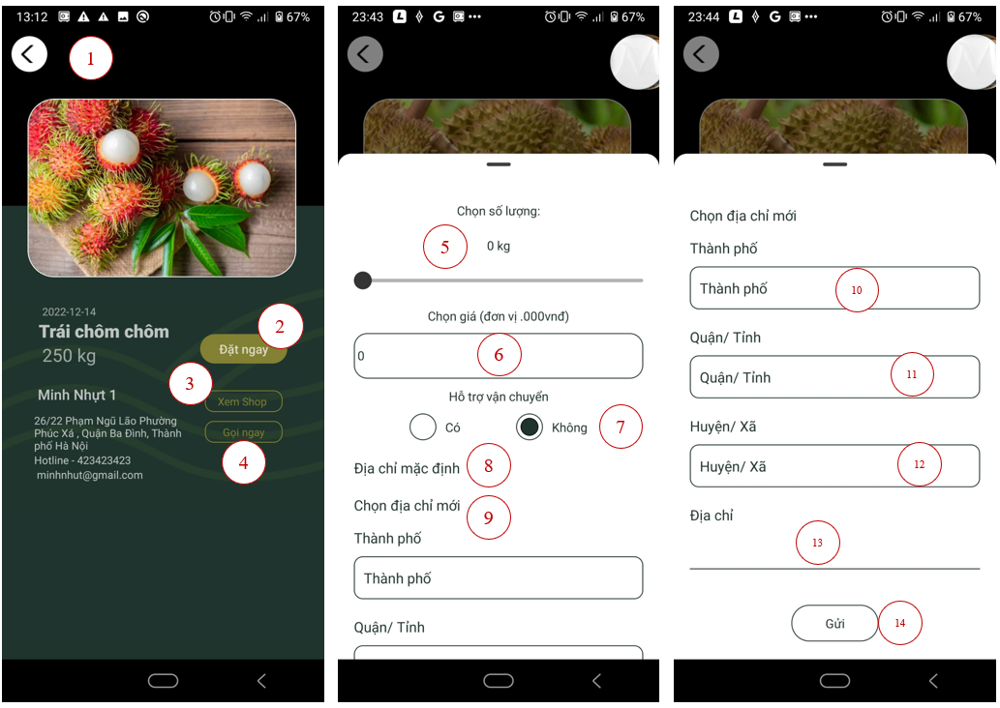 13:12
67%
1
2022-12-14
Trái chôm chôm
250 kg
2
Đặt ngay
3
Minh Nhựt 1
Xem Shop
26/22 Phạm Ngũ Lão Phường
Phúc Xá , Quận Ba Đình, Thành
phố Hà Nội
Gọi ngay
Hotline - 423423423
minhnhut@gmail.com
4
23:43 L G
67%
M
Chọn số lượng:
5
0 kg
Chọn giá (đơn vị .000vnđ)
0
6
Hỗ trợ vận chuyển
Có
Không
7
Địa chỉ mặc định
8
Chọn địa chỉ mới
9
Thành phố
Thành phố
Quận/ Tỉnh
23:44 L G
67%
M
Chọn địa chỉ mới
Thành phố
Thành phố
10
Quận/ Tỉnh
Quận/ Tỉnh
11
Huyện/ Xã
Huyện/ Xã
12
Địa chỉ
13
Gửi
14